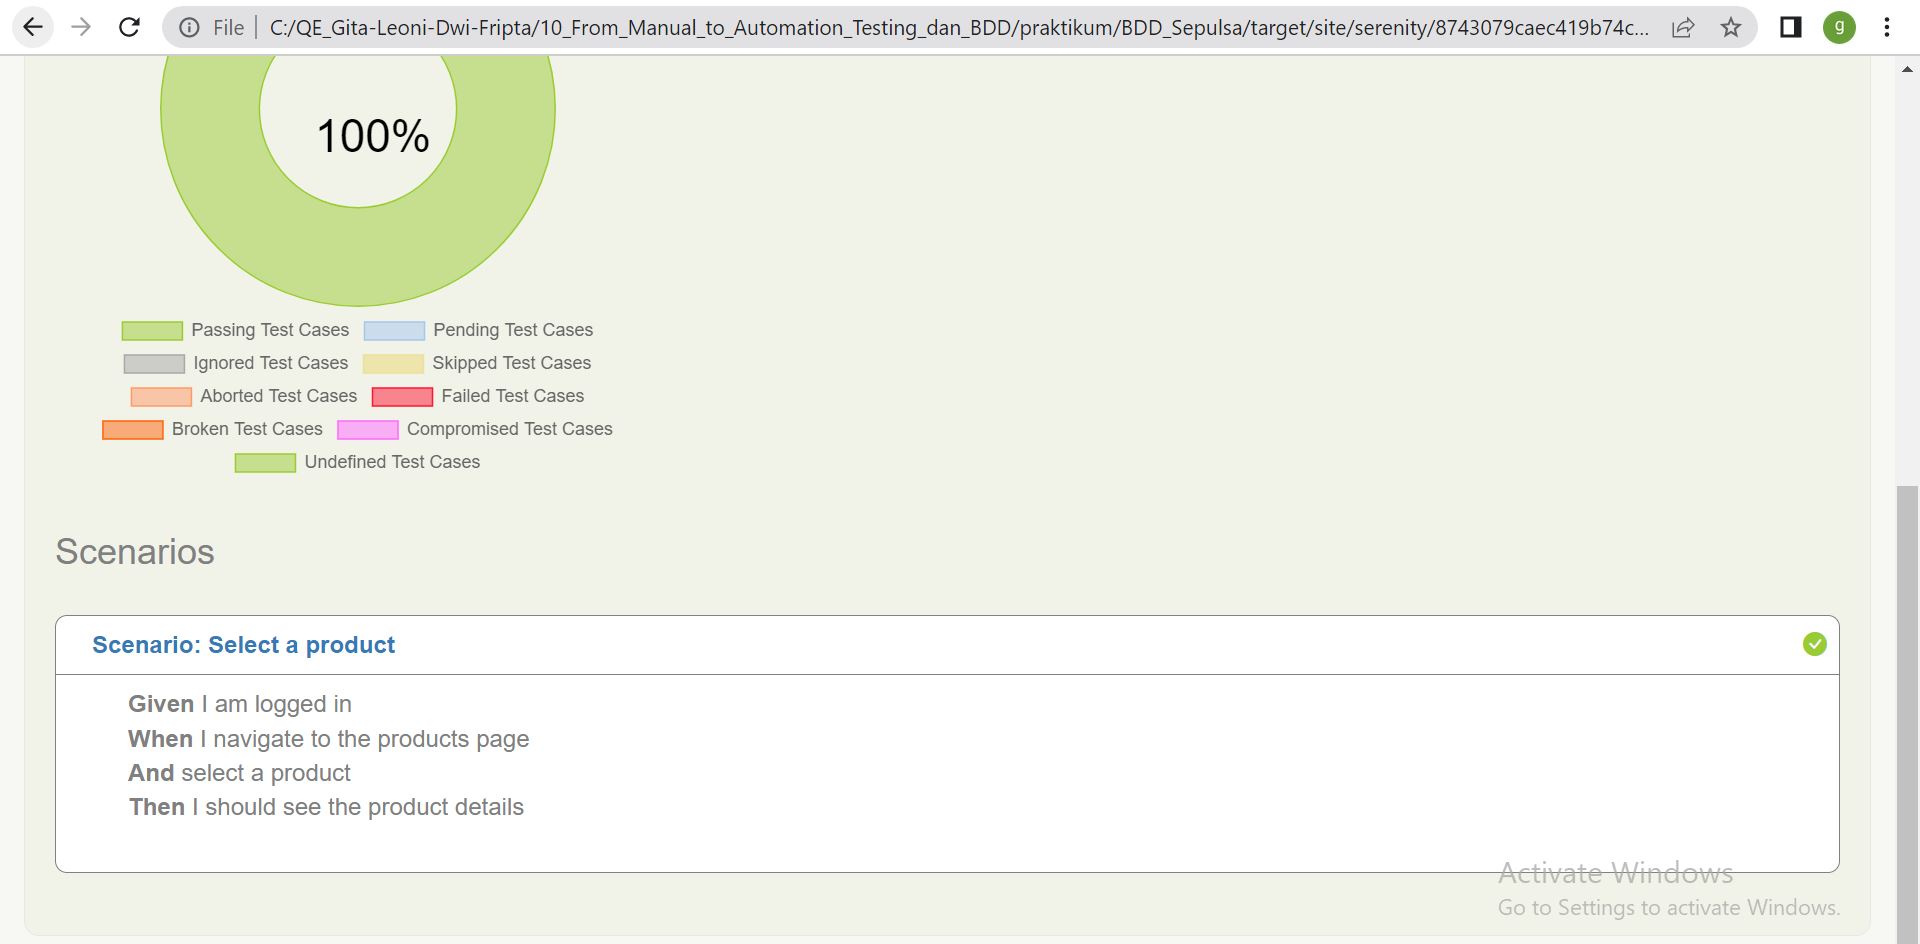 File
C:/QE_Gita-Leoni-Dwi-Fripta/10_From_Manual_to_Automation_Testing_dan_BDD/praktikum/BDD_Sepulsa/target/site/serenity/8743079caec419b74c...
g
100%
Passing Test Cases Pending Test Cases
Ignored Test Cases Skipped Test Cases
Aborted Test Cases Failed Test Cases
Broken Test Cases Compromised Test Cases
Undefined Test Cases
Scenarios
Scenario: Select a product
Given I am logged in
When I navigate to the products page
And select a product
Then I should see the product details
Activate Windows
Go to Settings to activate Windows.